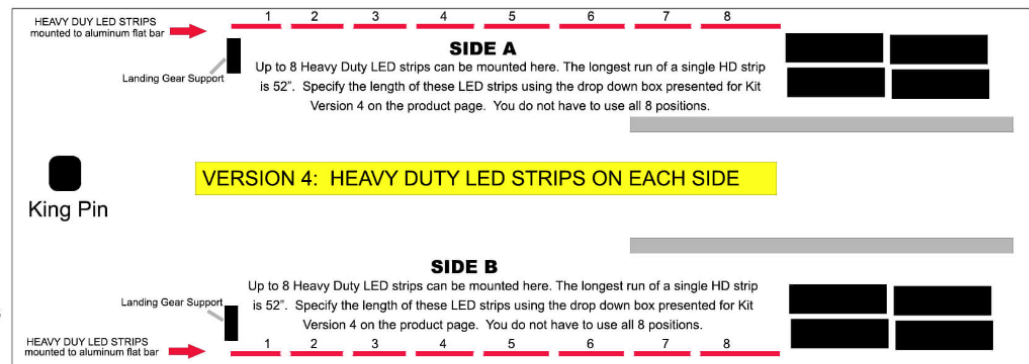 HEAVY DUY LED STRIPS
mounted to aluminum flat bar
1 2 3 4 5 6 7 8
SIDE A
Landing Gear Support
Up to 8 Heavy Duty LED strips can be mounted here. The longest run of a single HD strip
is 52". Specify the length of these LED strips using the drop down box presented for Kit
Version 4 on the product page. You do not have to use all 8 positions.
VERSION 4: HEAVY DUTY LED STRIPS ON EACH SIDE
King Pin
SIDE B
Up to 8 Heavy Duty LED strips can be mounted here. The longest run of a single HD strip
is 52". Specify the length of these LED strips using the drop down box presented for Kit
Version 4 on the product page. You do not have to use all 8 positions.
Landing Gear Support
HEAVY DUY LED STRIPS
mounted to aluminum flat bar
1 2 3 4 5 6 7 8